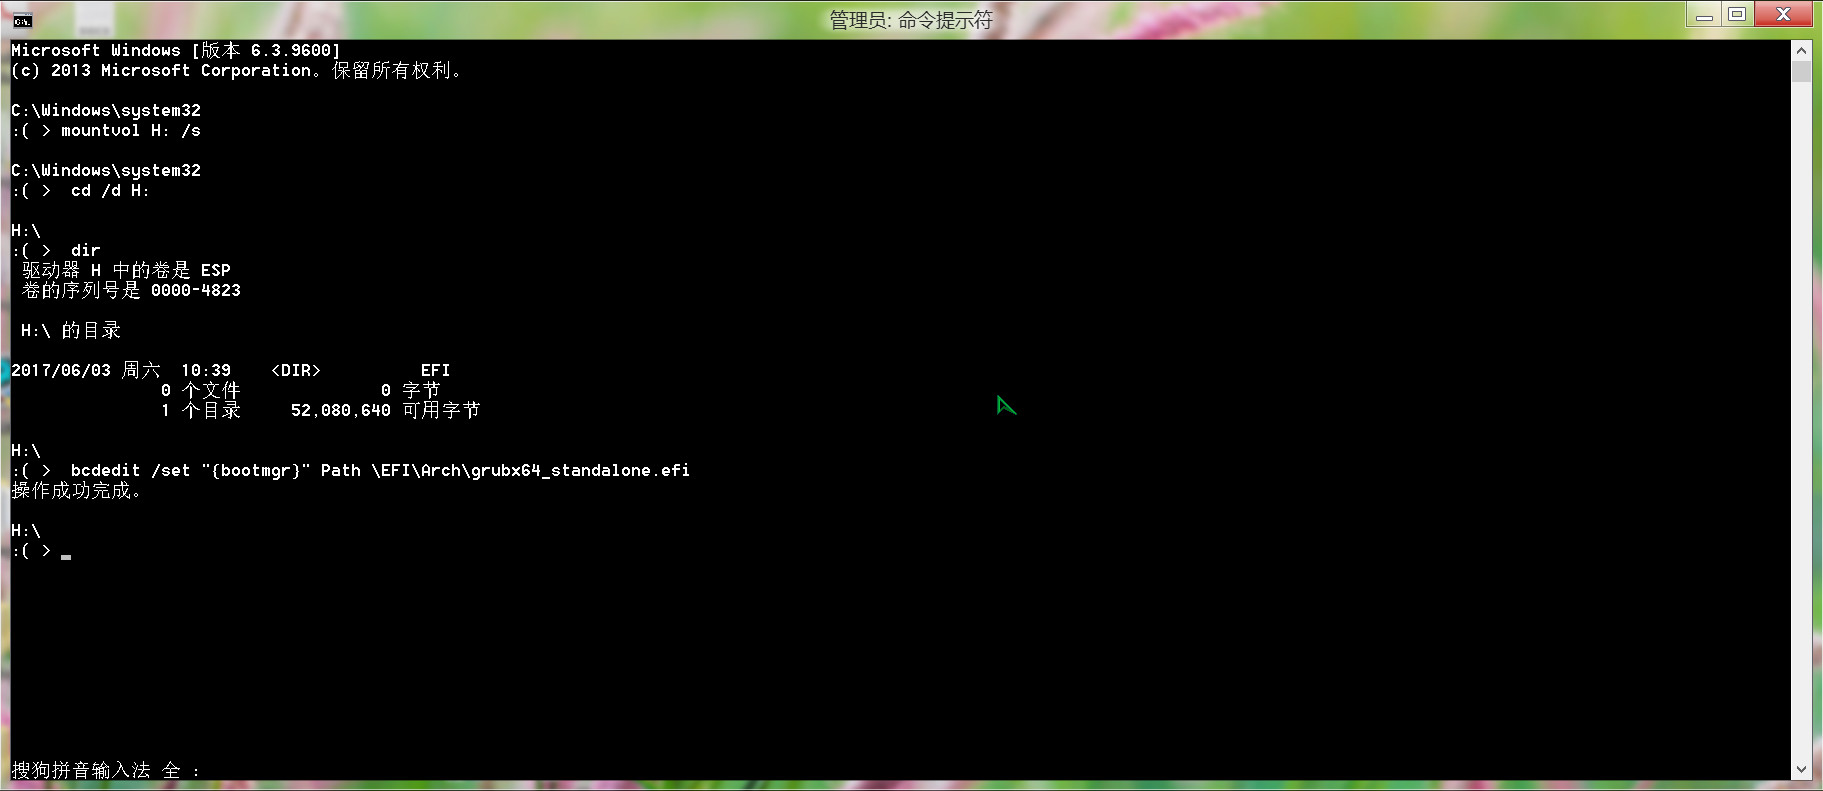 管理员: 命令提示符
Microsoft Windows [版本 6.3.9600]
(c) 2013 Microsoft Corporation。保留所有权利。
C:\Windows\system32
:( > mountvol H: /s
C:\Windows\system32
:( >  cd /d H:
H:\
:( >  dir
驱动器 H 中的卷是 ESP
卷的序列号是 0000-4823
H:\ 的目录
2017/06/03 周六  10:39    <DIR>          EFI
0 个文件              0 字节
1 个目录     52,080,640 可用字节
H:\
:( >  bcdedit /set "{bootmgr}" Path \EFI\Arch\grubx64_standalone.efi
操作成功完成。
H:\
:( > _
搜狗拼音输入法 全 :